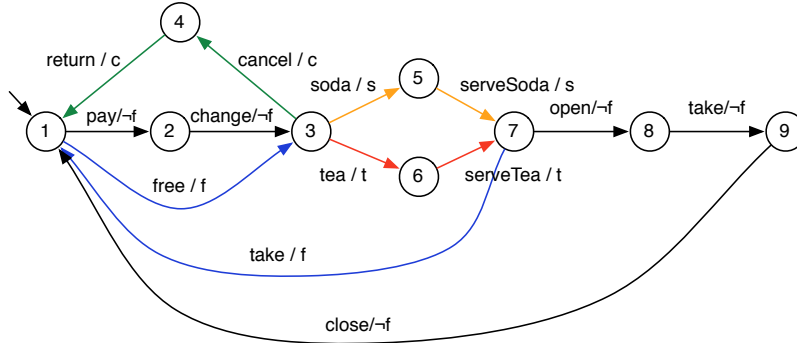 4
return / c
cancel / c
soda / s
5
serveSoda / s
1
pay/¬f
2
change/¬f
3
7
open/¬f
8
take/¬f
9
free / f
tea / t
6
serveTea / t
take / f
close/¬f